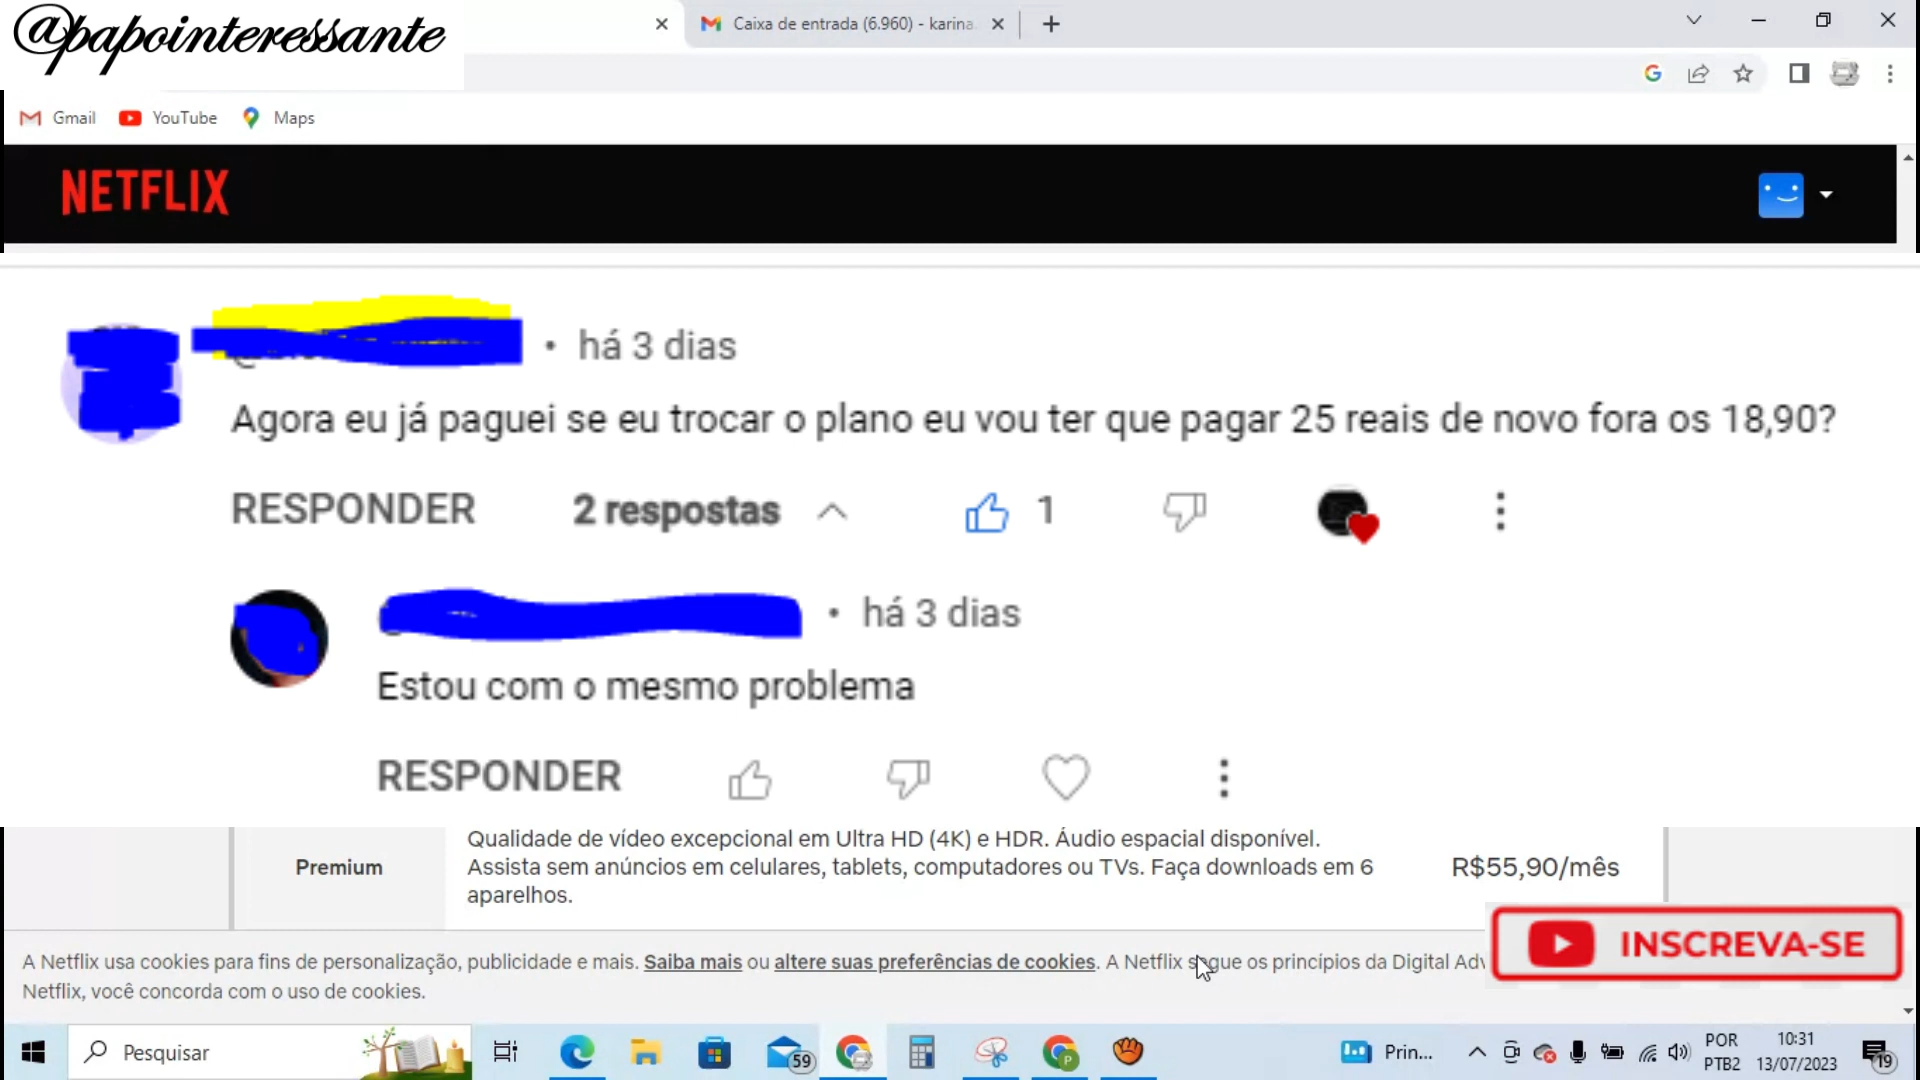 @papointeressante
Caixa de entrada (6.960) - karina
Gmail
YouTube
Maps
NETFLIX
• há 3 dias
Agora eu já paguei se eu trocar o plano eu vou ter que pagar 25 reais de novo fora os 18,90?
RESPONDER 2 respostas 1
• há 3 dias
Estou com o mesmo problema
RESPONDER
Premium
Qualidade de vídeo excepcional em Ultra HD (4K) e HDR. Áudio espacial disponível.
Assista sem anúncios em celulares, tablets, computadores ou TVs. Faça downloads em 6
aparelhos.
R$55,90/mês
A Netflix usa cookies para fins de personalização, publicidade e mais. Saiba mais ou altere suas preferências de cookies. A Netflix segue os princípios da Digital Adv
Netflix, você concorda com o uso de cookies.
INSCREVA-SE
Pesquisar
59
P
Prin...
POR
PTB2
10:31
13/07/2023
19